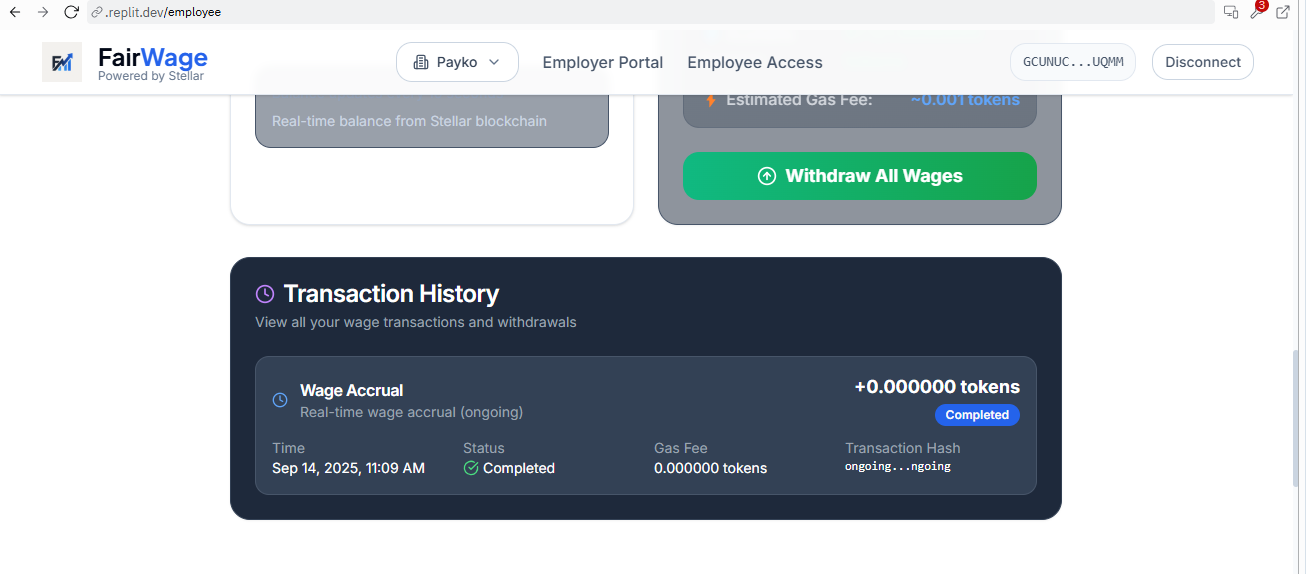 .replit.dev/employee
3
FairWage
Powered by Stellar
Payko
Employer Portal
Employee Access
GCUNUC...UQMM
Disconnect
Real-time balance from Stellar blockchain
Estimated Gas Fee:
~0.001 tokens
Withdraw All Wages
Transaction History
View all your wage transactions and withdrawals
Wage Accrual
Real-time wage accrual (ongoing)
+0.000000 tokens
Completed
Time
Sep 14, 2025, 11:09 AM
Status
Completed
Gas Fee
0.000000 tokens
Transaction Hash
ongoing...ngoing